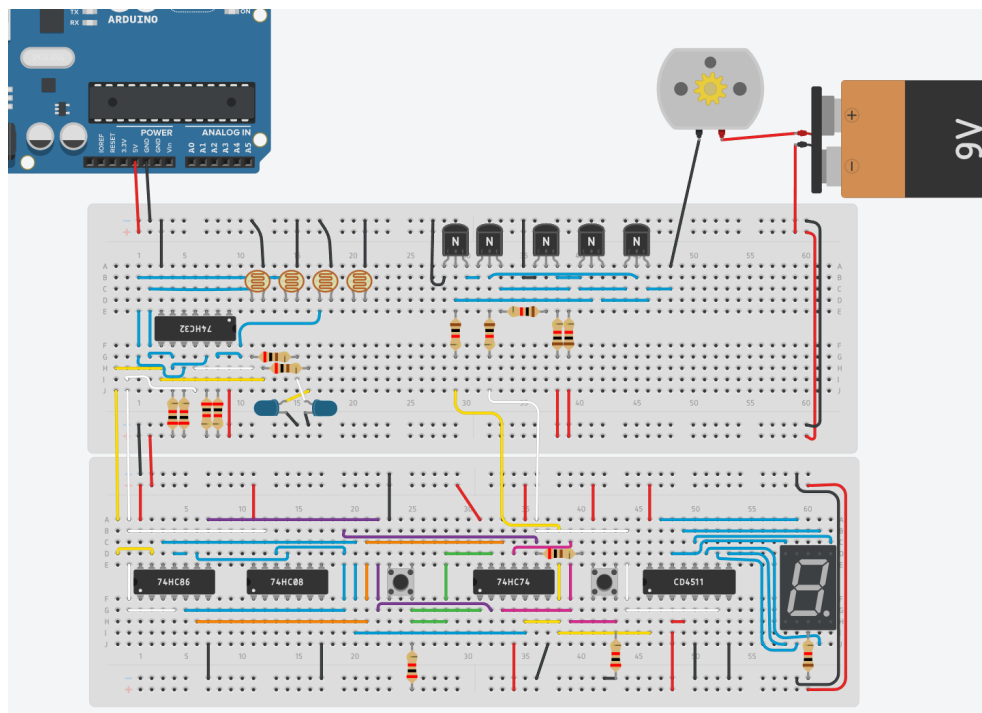 TX
RX
ARDUINO
ON
POWER
ANALOG IN
IOREF
RESET
3.3V
5V
GND
GND
Vin
A0
A1
A2
A3
A4
A5
9V
N
N
N
N
N
74HC32
1
5
10
15
20
25
30
35
40
45
50
55
60
A
B
C
D
E
F
G
H
I
J
74HC86
74HC08
74HC74
CD4511
8